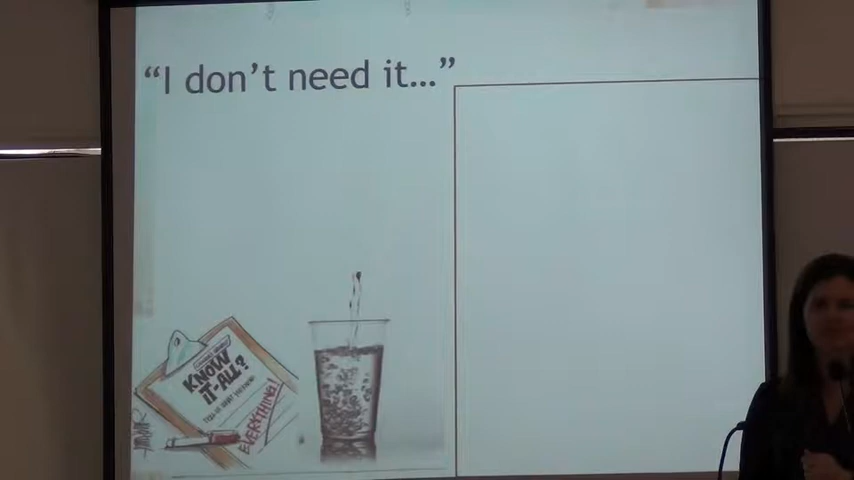 “I don’t need it...”
KNOW
IT-ALL?
EVERYTHING!